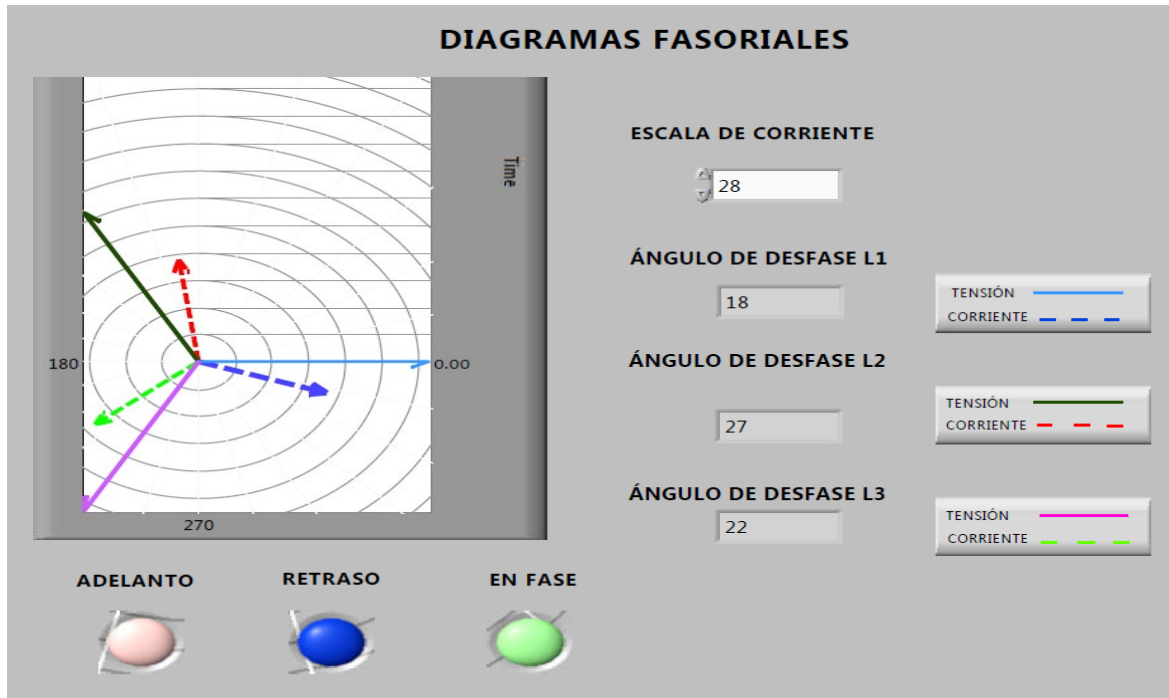 DIAGRAMAS FASORIALES
Time
180
0.00
270
ESCALA DE CORRIENTE
28
ÁNGULO DE DESFASE L1
18
TENSIÓN
CORRIENTE
ÁNGULO DE DESFASE L2
27
TENSIÓN
CORRIENTE
ÁNGULO DE DESFASE L3
22
TENSIÓN
CORRIENTE
ADELANTO
RETRASO
EN FASE